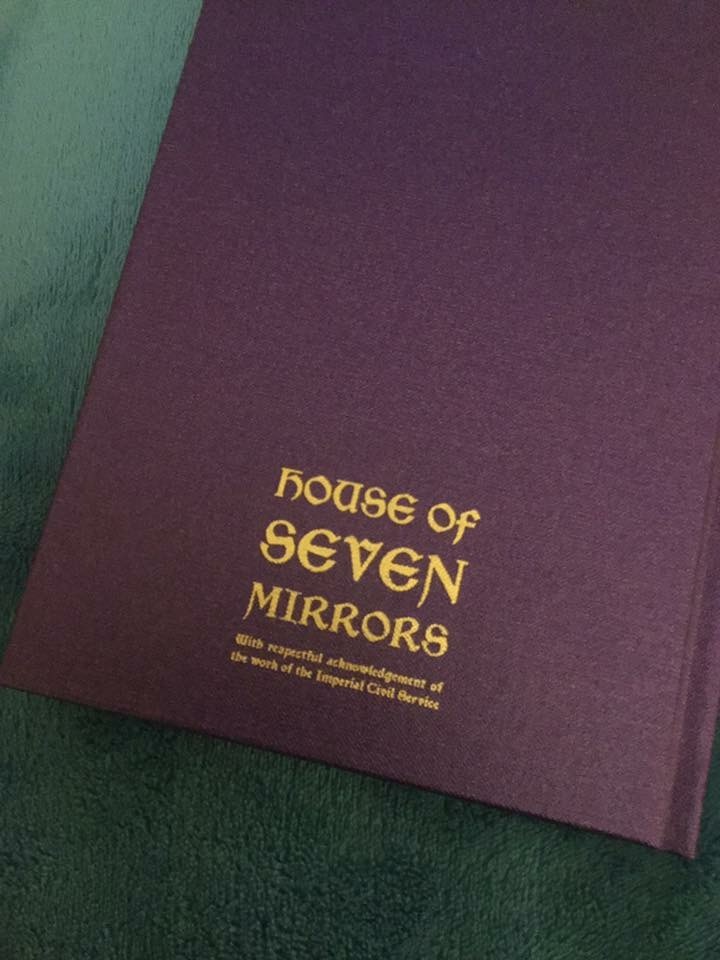 HOUSE OF
SEVEN
MIRRORS
With respectful acknowledgement of
the work of the Imperial Civil Service